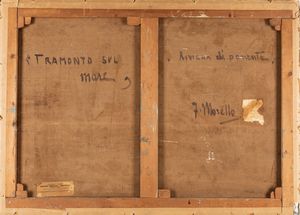 "TRAMONTO SUL
mare"
Riviera di ponente
J. Morello